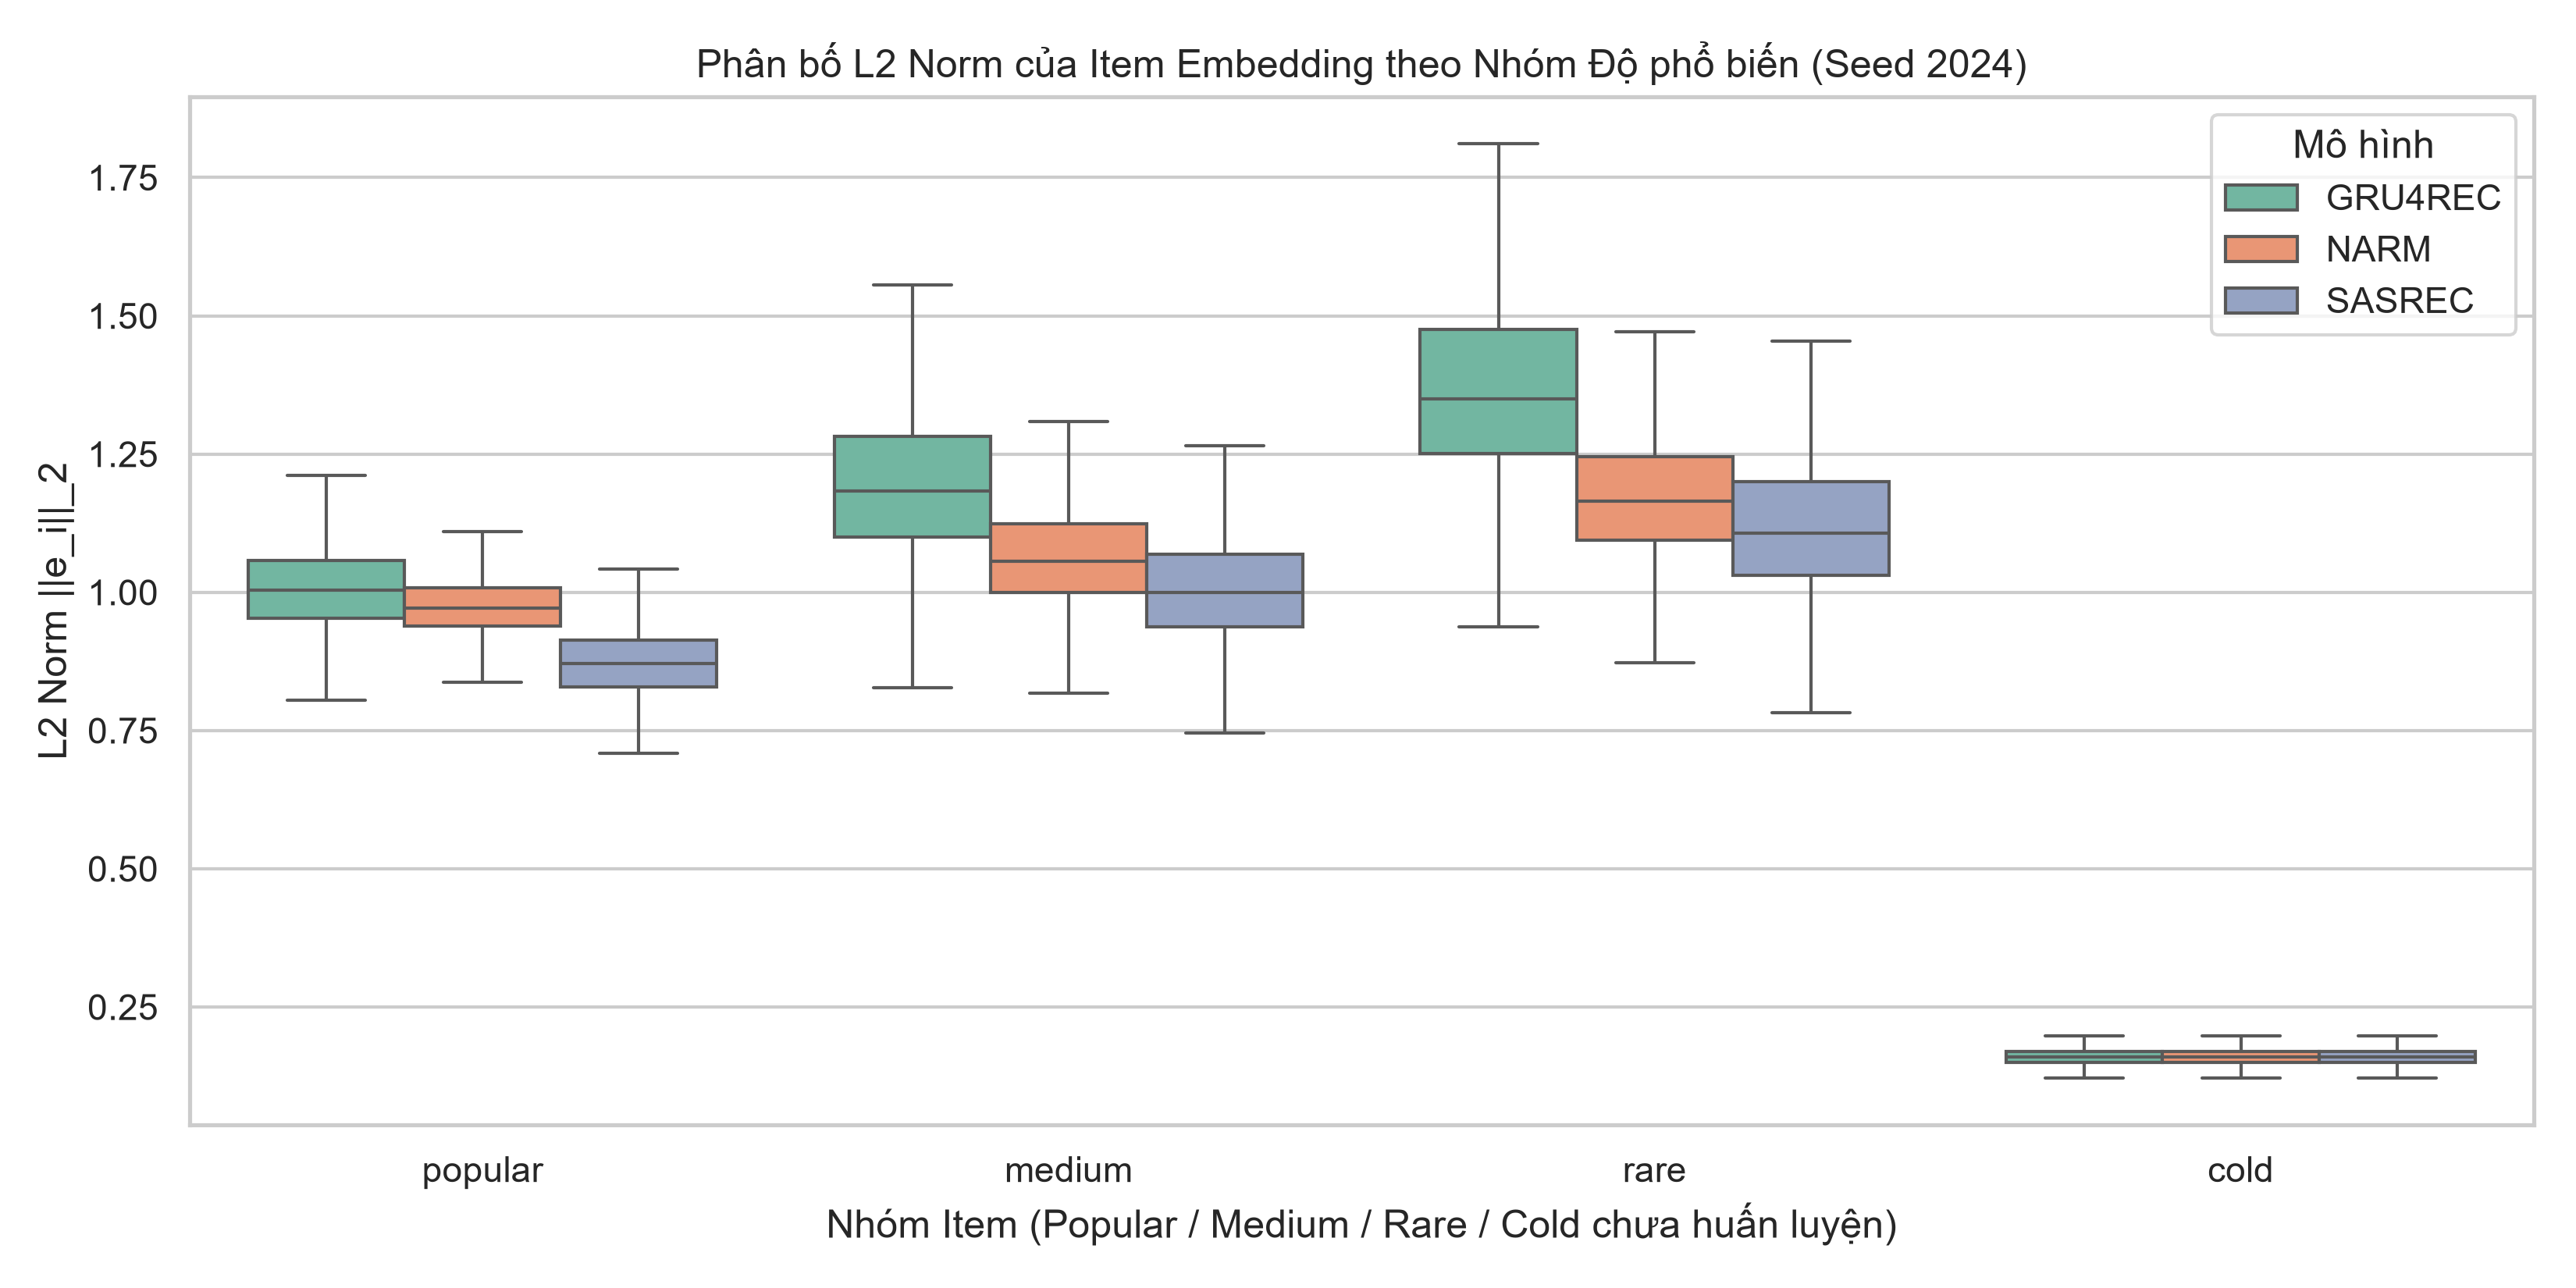 Phân bố L2 Norm của Item Embedding theo Nhóm Độ phổ biến (Seed 2024)
Mô hình
GRU4REC
NARM
SASREC
L2 Norm ||e_i||_2
1.75
1.50
1.25
1.00
0.75
0.50
0.25
popular
medium
rare
cold
Nhóm Item (Popular / Medium / Rare / Cold chưa huấn luyện)